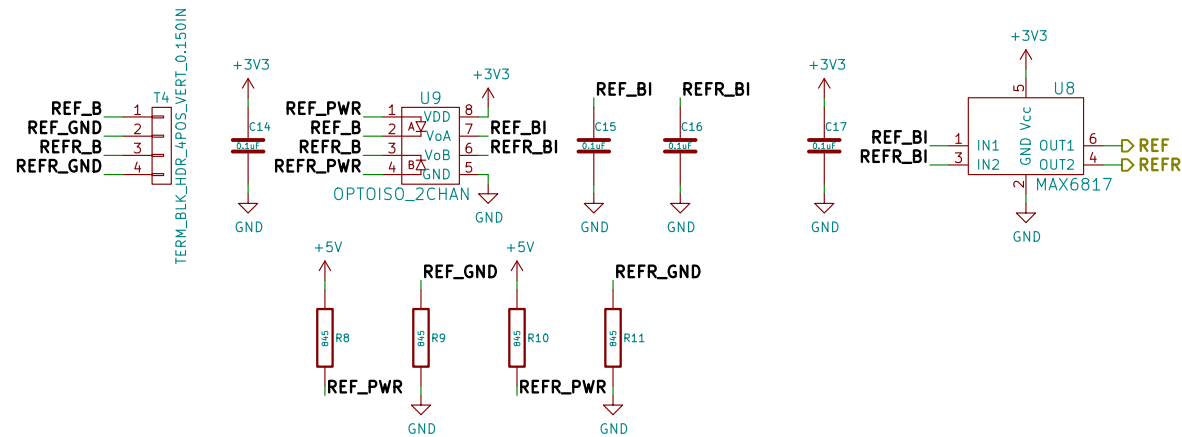 T4
TERM_BLK_HDR_4POS_VERT_0.150IN
REF_B 1
REF_GND 2
REFR_B 3
REFR_GND 4
+3V3
C14
0.1uF
GND
U9
+3V3
REF_PWR 1 VDD 8
REF_B 2 A VoA 7 REF_BI
REFR_B 3 VoB 6 REFR_BI
REFR_PWR 4 B GND 5
OPTOISO_2CHAN
GND
REF_BI
C15
0.1uF
GND
REFR_BI
C16
0.1uF
GND
+3V3
C17
0.1uF
GND
+3V3
5
U8
Vcc
GND
REF_BI 1 IN1 OUT1 6 REF
REFR_BI 3 IN2 OUT2 4 REFR
2
MAX6817
GND
+5V
845
R8
REF_PWR
REF_GND
845
R9
GND
+5V
845
R10
REFR_PWR
REFR_GND
845
R11
GND